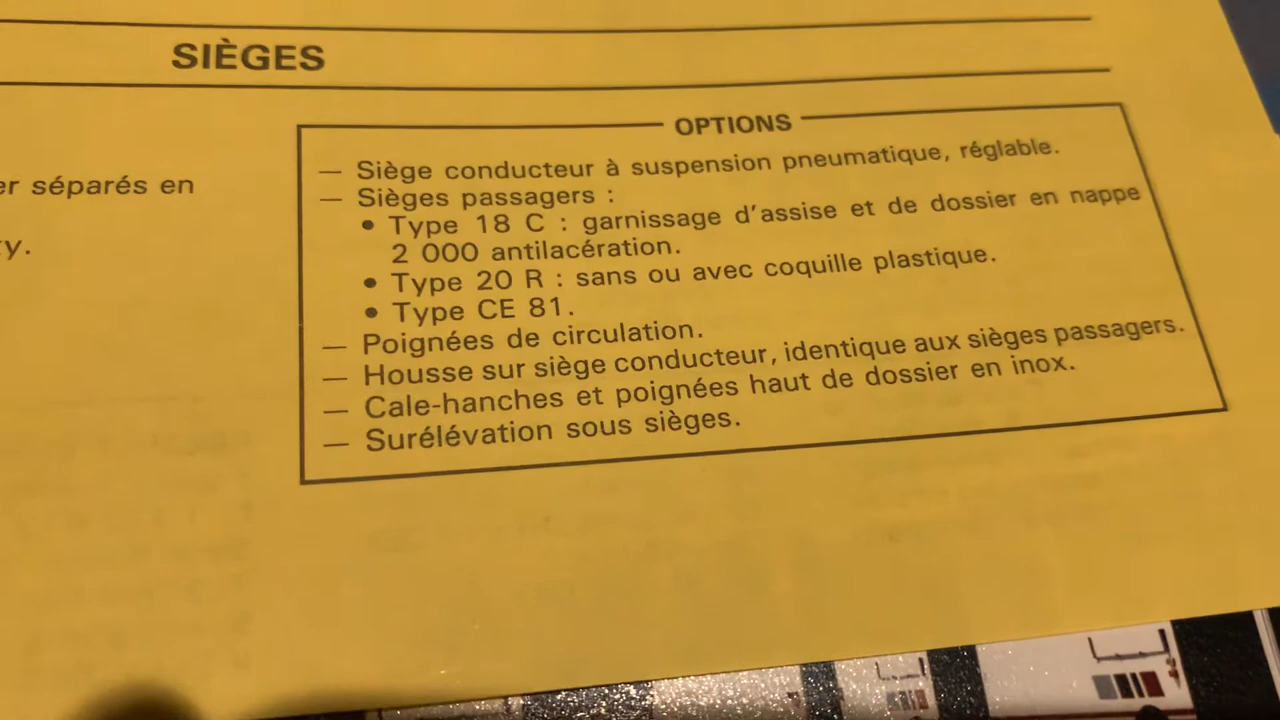 SIÈGES
er séparés en
y.
OPTIONS
— Siège conducteur à suspension pneumatique, réglable.
— Sièges passagers :
• Type 18 C : garnissage d'assise et de dossier en nappe
2 000 antilacération.
• Type 20 R : sans ou avec coquille plastique.
• Type CE 81.
— Poignées de circulation.
— Housse sur siège conducteur, identique aux sièges passagers.
— Cale-hanches et poignées haut de dossier en inox.
— Surélévation sous sièges.